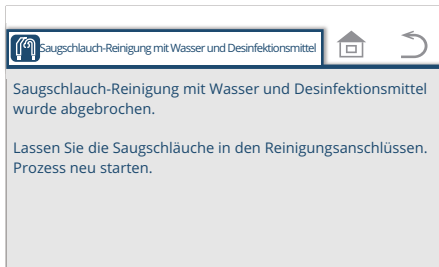 Saugschlauch-Reinigung mit Wasser und Desinfektionsmittel
Saugschlauch-Reinigung mit Wasser und Desinfektionsmittel
wurde abgebrochen.
Lassen Sie die Saugschläuche in den Reinigungsanschlüssen.
Prozess neu starten.